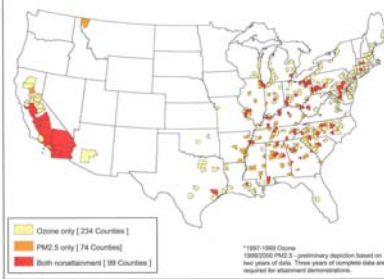 Ozone only [ 234 Counties ]
PM2.5 only [ 74 Counties]
Both nonattainment [ 99 Counties ]
*1997-1999 Ozone
1999/2000 PM2.5 - preliminary depiction based on
two years of data. Three years of complete data are
required for attainment demonstrations.